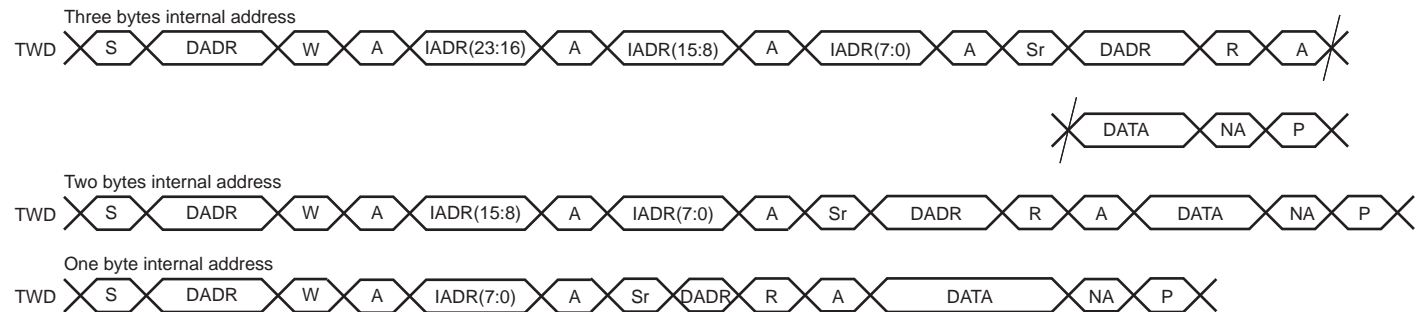 Three bytes internal address
TWD S DADR W A IADR(23:16) A IADR(15:8) A IADR(7:0) A Sr DADR R A
DATA NA P
Two bytes internal address
TWD S DADR W A IADR(15:8) A IADR(7:0) A Sr DADR R A DATA NA P
One byte internal address
TWD S DADR W A IADR(7:0) A Sr DADR R A DATA NA P